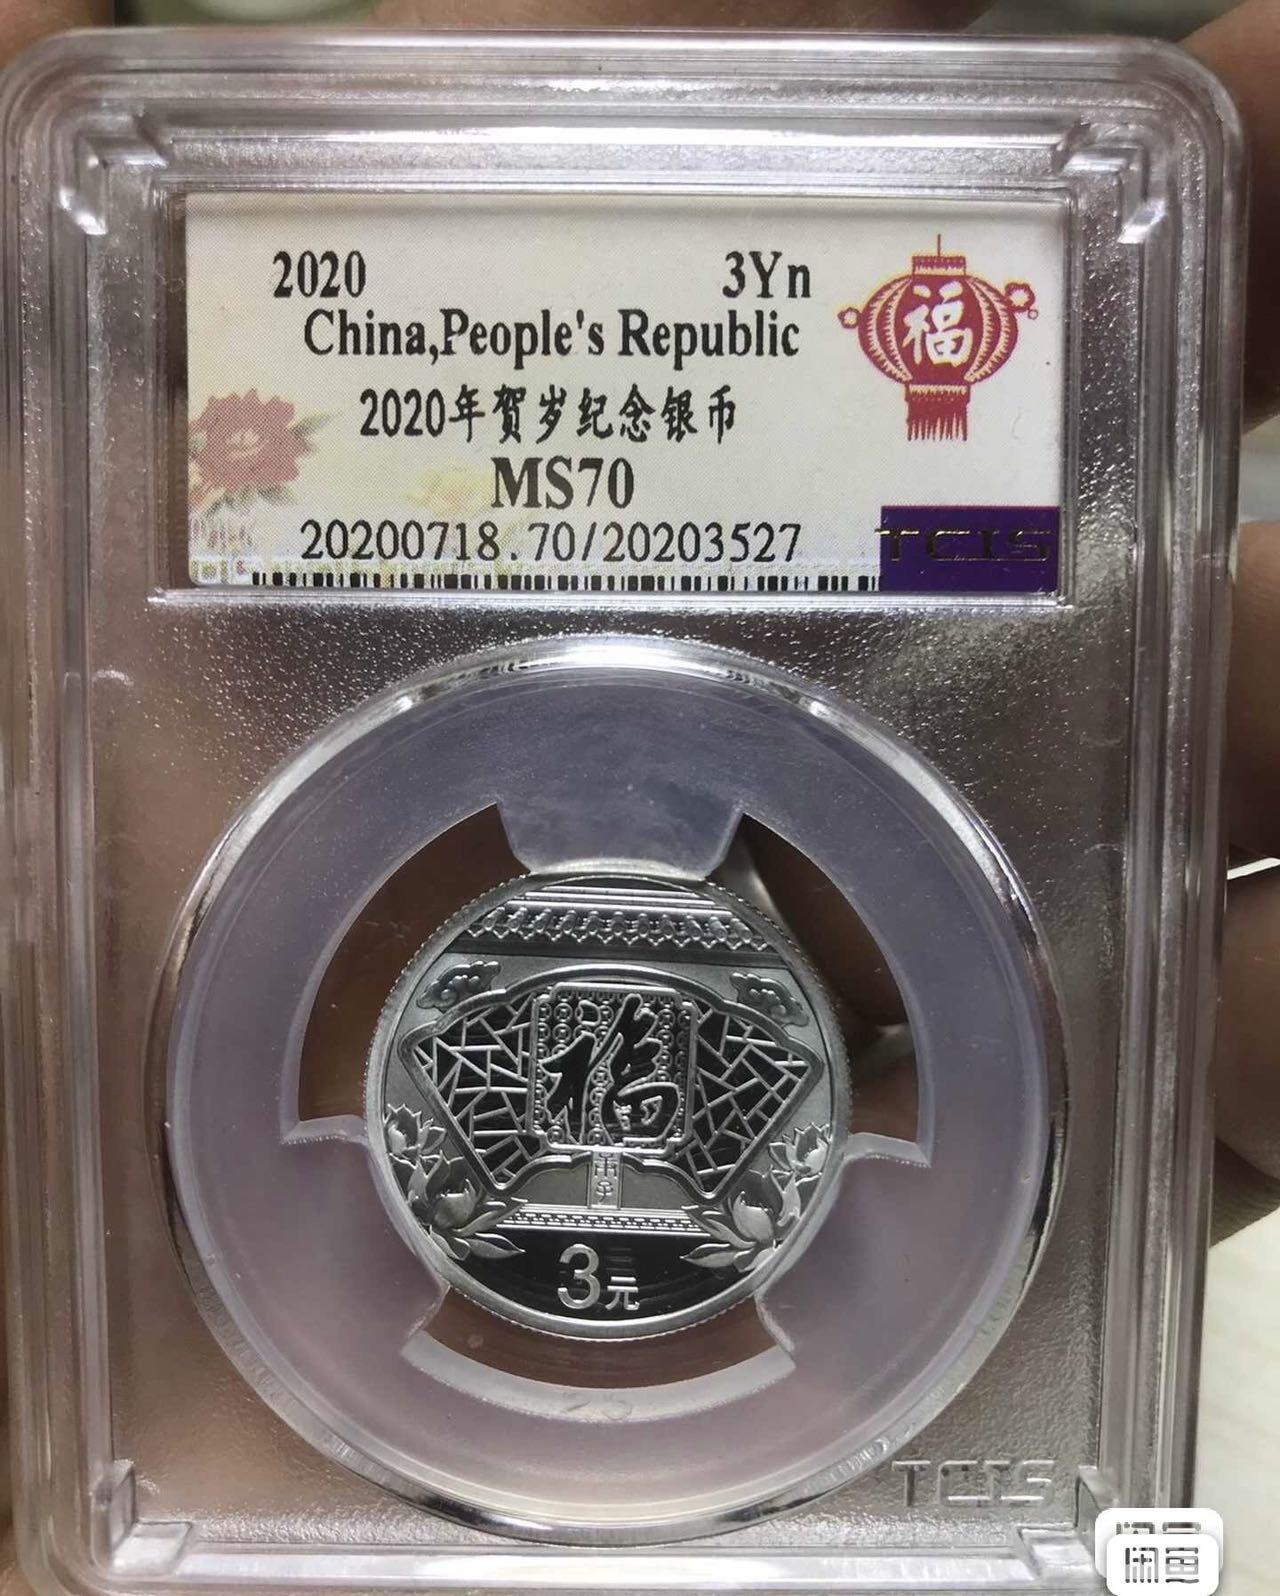 2020 3Yn
China,People's Republic
福
2020年贺岁纪念银币
MS70
20200718.70/20203527
TCIS
福
3元
TCIS
闲鱼